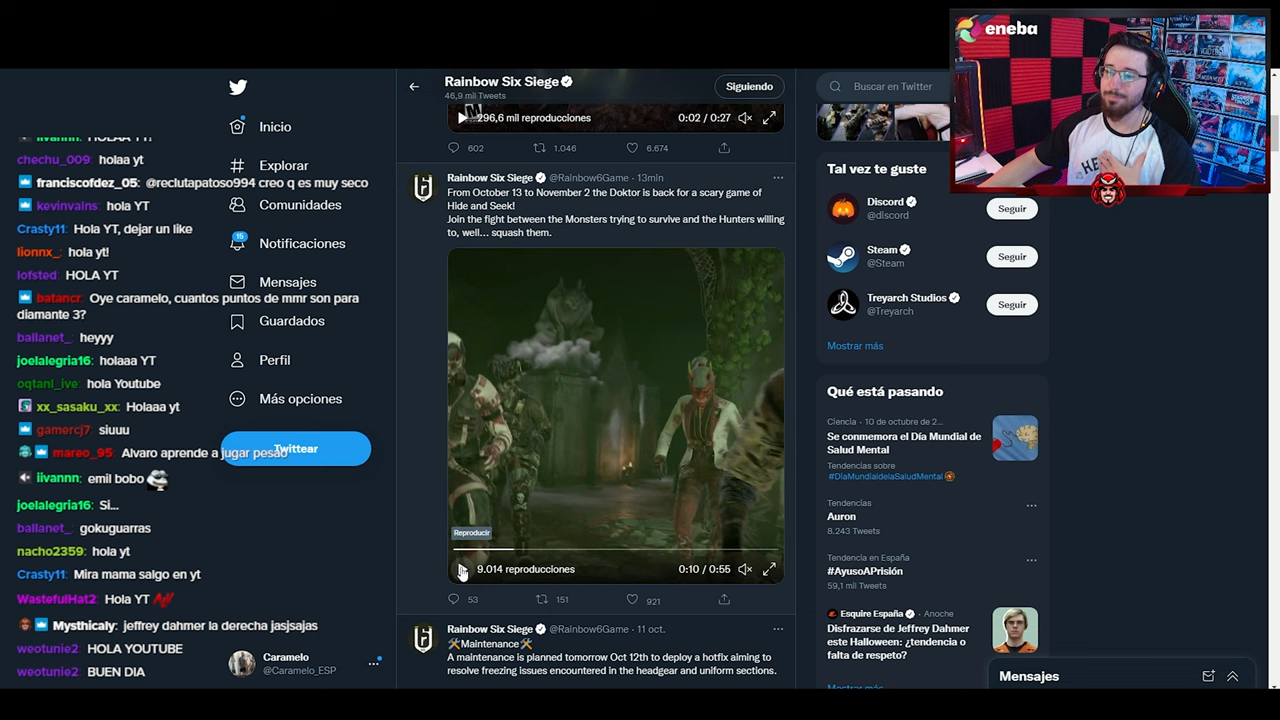 eneba
iivannn: HOLAA YT!
chechu_009: holaa yt
franciscofdez_05: @reclutapatoso994 creo q es muy seco
kevinvalns: hola YT
Crasty11: Hola YT, dejar un like
lionnx_: hola yt!
lofsted: HOLA YT
batancr: Oye caramelo, cuantos puntos de mmr son para
diamante 3?
ballanet_: heyyy
joelalegria16: holaaa YT
oqtanl_ive: hola Youtube
xx_sasaku_xx: Holaaa yt
gamercj7: siuuu
mareo_95: Alvaro aprende a jugar pesao
iivannn: emil bobo
joelalegria16: Si...
ballanet_: gokuguarras
nacho2359: hola yt
Crasty11: Mira mama salgo en yt
WastefulHat2: Hola YT
Mysthicaly: jeffrey dahmer la derecha jasjsajas
weotunie2: HOLA YOUTUBE
weotunie2: BUEN DIA
Inicio
Explorar
Comunidades
15
Notificaciones
Mensajes
Guardados
Perfil
Más opciones
Twittear
Caramelo
@Caramelo_ESP
Rainbow Six Siege
46,9 mil Tweets
Siguiendo
296,6 mil reproducciones
0:02 / 0:27
602
1.046
6.674
Rainbow Six Siege @Rainbow6Game · 13min
From October 13 to November 2 the Doktor is back for a scary game of
Hide and Seek!
Join the fight between the Monsters trying to survive and the Hunters willing
to, well... squash them.
Reproducir
9.014 reproducciones
0:10 / 0:55
53
151
921
Rainbow Six Siege @Rainbow6Game · 11 oct.
🛠Maintenance🛠
A maintenance is planned tomorrow Oct 12th to deploy a hotfix aiming to
resolve freezing issues encountered in the headgear and uniform sections.
Buscar en Twitter
Tal vez te guste
Discord
@discord
Seguir
Steam
@Steam
Seguir
Treyarch Studios
@Treyarch
Seguir
Mostrar más
Qué está pasando
Ciencia · 10 de octubre de 2...
Se conmemora el Día Mundial de
Salud Mental
Tendencias sobre
#DíaMundialdelaSaludMental
Tendencias
Auron
8.243 Tweets
Tendencia en España
#AyusoAPrisión
59,1 mil Tweets
Esquire España · Anoche
Disfrazarse de Jeffrey Dahmer
este Halloween: ¿tendencia o
falta de respeto?
Mostrar más
Mensajes